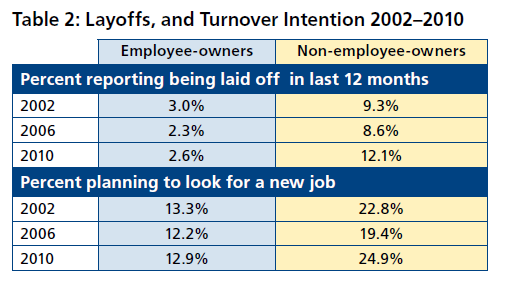 Table 2: Layoffs, and Turnover Intention 2002–2010
Employee-owners Non-employee-owners
Percent reporting being laid off in last 12 months
2002 3.0% 9.3%
2006 2.3% 8.6%
2010 2.6% 12.1%
Percent planning to look for a new job
2002 13.3% 22.8%
2006 12.2% 19.4%
2010 12.9% 24.9%